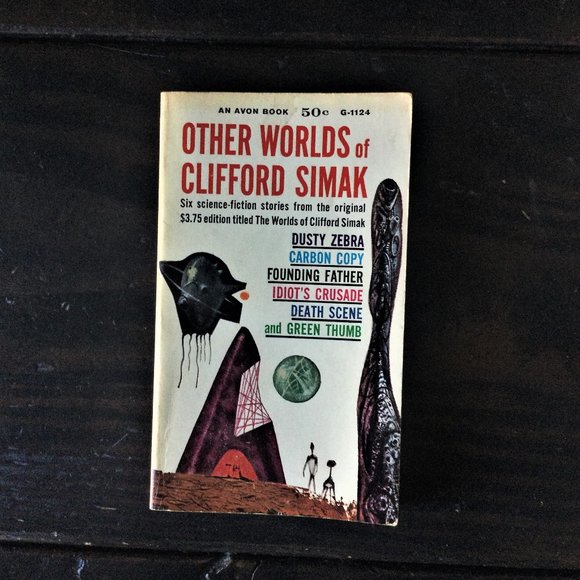 AN AVON BOOK 50c G-1124
OTHER WORLDS of
CLIFFORD SIMAK
Six science-fiction stories from the original
$3.75 edition titled The Worlds of Clifford Simak
DUSTY ZEBRA
CARBON COPY
FOUNDING FATHER
IDIOT'S CRUSADE
DEATH SCENE
and GREEN THUMB